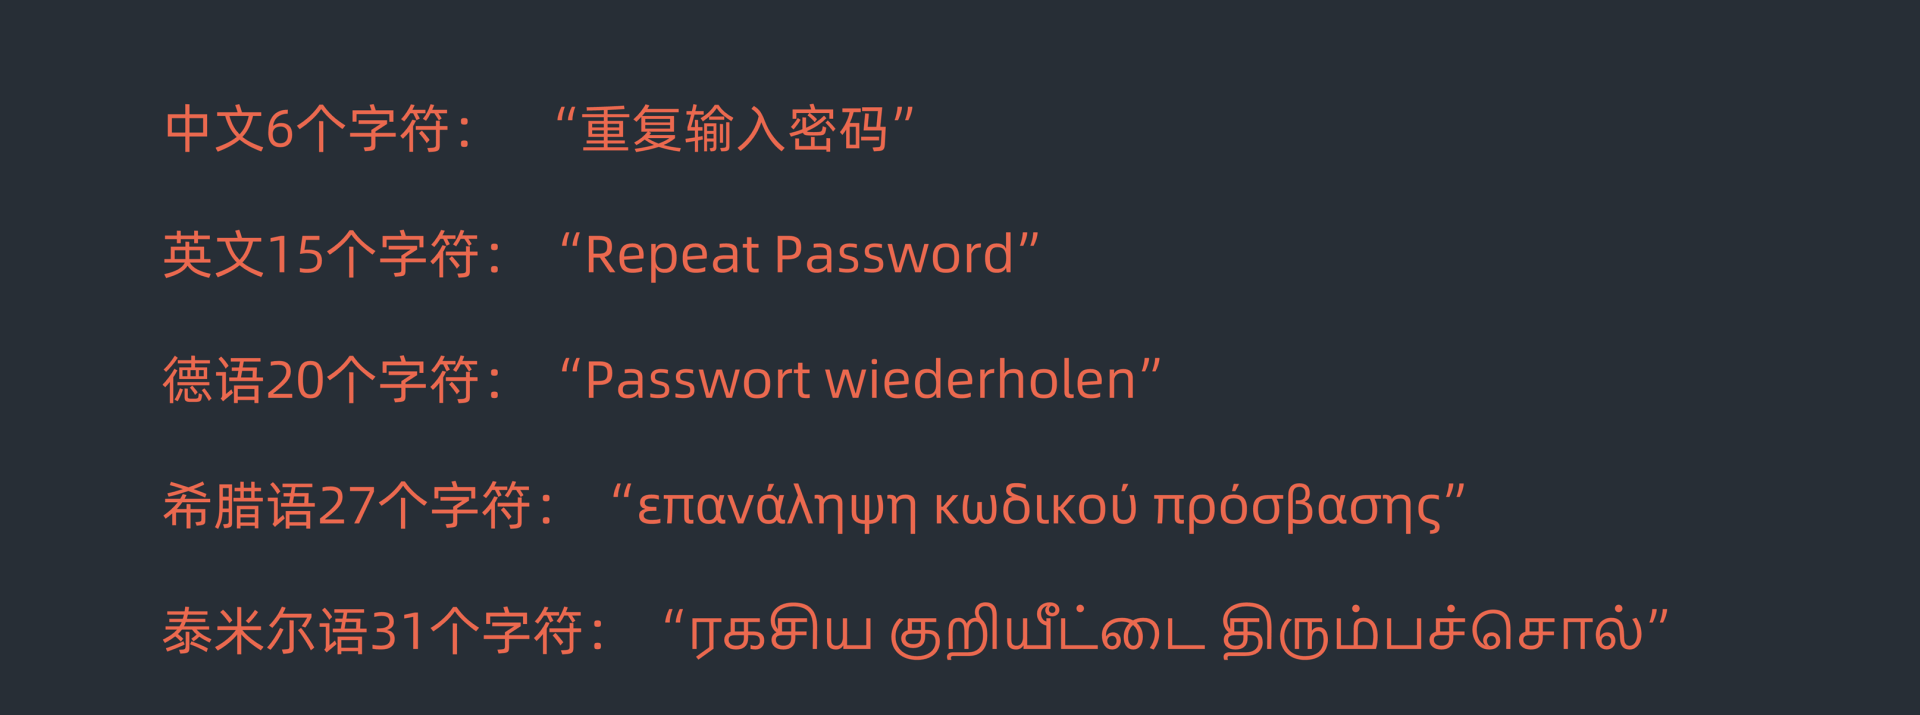 中文6个字符： “重复输入密码”
英文15个字符： “Repeat Password”
德语20个字符： “Passwort wiederholen”
希腊语27个字符： “επανάληψη κωδικού πρόσβασης”
泰米尔语31个字符： “ரகசிய குறியீட்டை திரும்பச்சொல்”